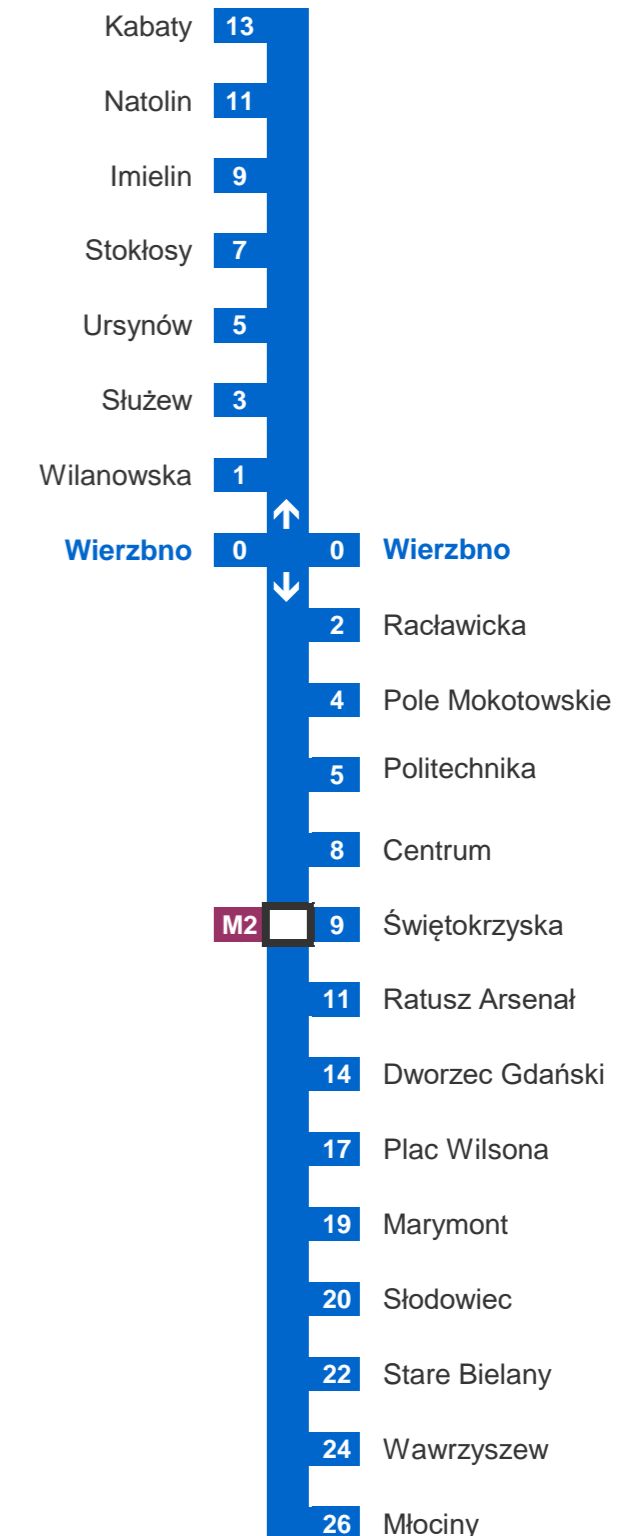 Kabaty 13
Natolin 11
Imielin 9
Stokłosy 7
Ursynów 5
Służew 3
Wilanowska 1
Wierzbno 0 0 Wierzbno
2 Racławicka
4 Pole Mokotowskie
5 Politechnika
8 Centrum
M2 9 Świętokrzyska
11 Ratusz Arsenał
14 Dworzec Gdański
17 Plac Wilsona
19 Marymont
20 Słodowiec
22 Stare Bielany
24 Wawrzyszew
26 Młociny